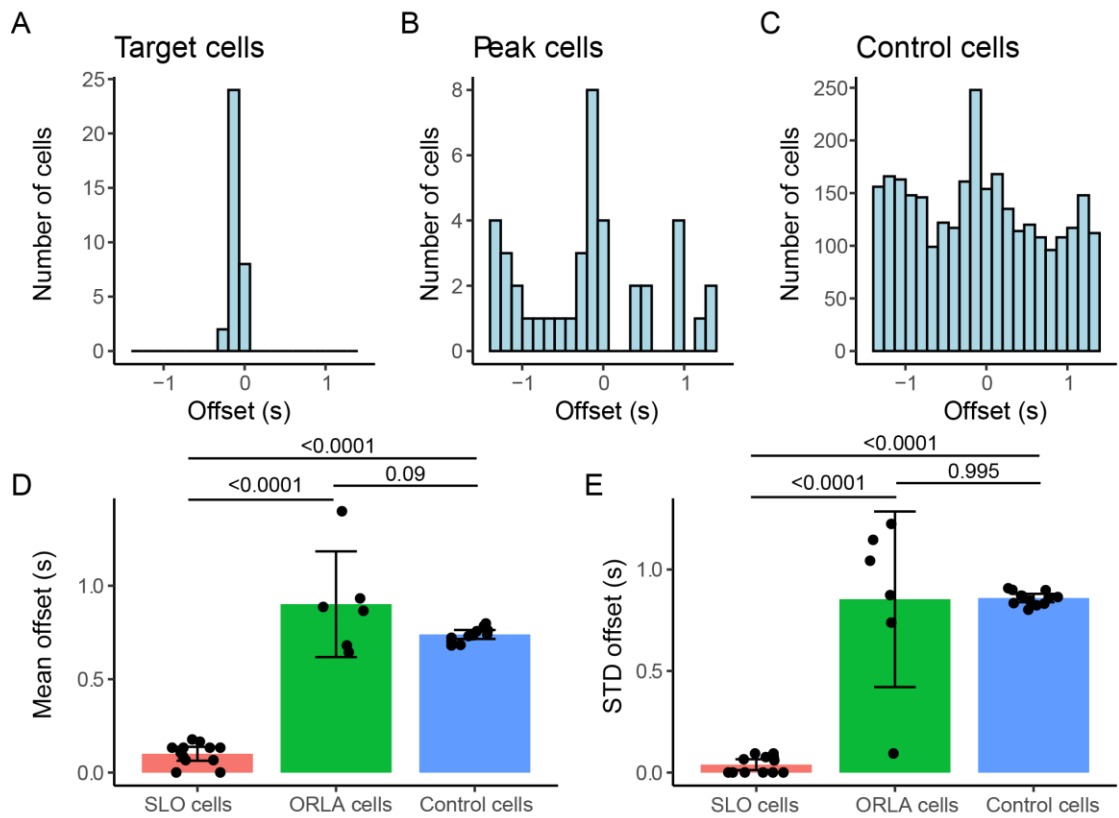 A
Target cells
Number of cells
25
20
15
10
5
0
−1
0
1
Offset (s)
B
Peak cells
Number of cells
8
6
4
2
0
−1
0
1
Offset (s)
C
Control cells
Number of cells
250
200
150
100
50
0
−1
0
1
Offset (s)
D
<0.0001
<0.0001
0.09
Mean offset (s)
1.0
0.5
0.0
SLO cells
ORLA cells
Control cells
E
<0.0001
<0.0001
0.995
STD offset (s)
1.0
0.5
0.0
SLO cells
ORLA cells
Control cells